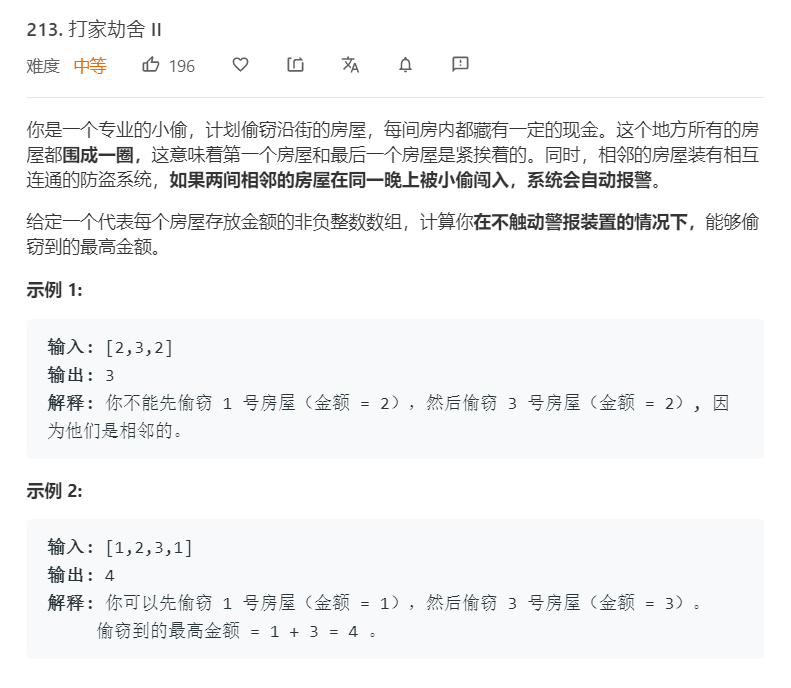 213. 打家劫舍 II
难度 中等 196
你是一个专业的小偷，计划偷窃沿街的房屋，每间房内都藏有一定的现金。这个地方所有的房
屋都围成一圈，这意味着第一个房屋和最后一个房屋是紧挨着的。同时，相邻的房屋装有相互
连通的防盗系统，如果两间相邻的房屋在同一晚上被小偷闯入，系统会自动报警。
给定一个代表每个房屋存放金额的非负整数数组，计算你在不触动警报装置的情况下，能够偷
窃到的最高金额。
示例 1:
输入: [2,3,2]
输出: 3
解释: 你不能先偷窃 1 号房屋（金额 = 2），然后偷窃 3 号房屋（金额 = 2）, 因
为他们是相邻的。
示例 2:
输入: [1,2,3,1]
输出: 4
解释: 你可以先偷窃 1 号房屋（金额 = 1），然后偷窃 3 号房屋（金额 = 3）。
偷窃到的最高金额 = 1 + 3 = 4 。